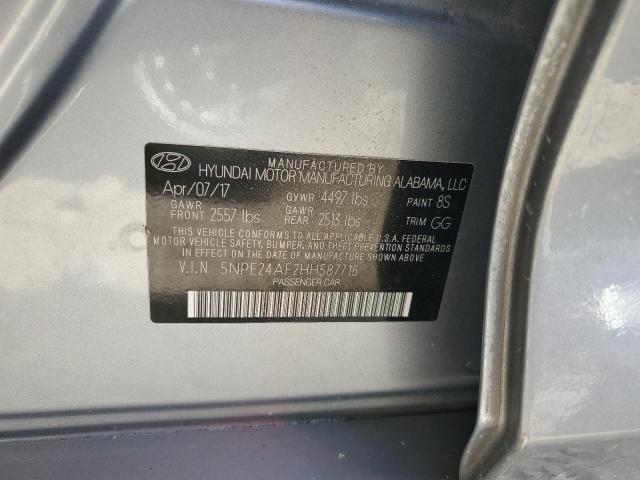 MANUFACTURED BY
HYUNDAI MOTOR MANUFACTURING ALABAMA, LLC
Apr/07/17 GVWR 4497 lbs PAINT 8S
GAWR FRONT 2557 lbs GAWR REAR 2513 lbs TRIM GG
THIS VEHICLE CONFORMS TO ALL APPLICABLE U.S.A. FEDERAL
MOTOR VEHICLE SAFETY, BUMPER, AND THEFT PREVENTION STANDARDS
IN EFFECT ON THE DATE OF MANUFACTURE SHOWN ABOVE
V.I.N 5NPE24AF2HH587715
PASSENGER CAR